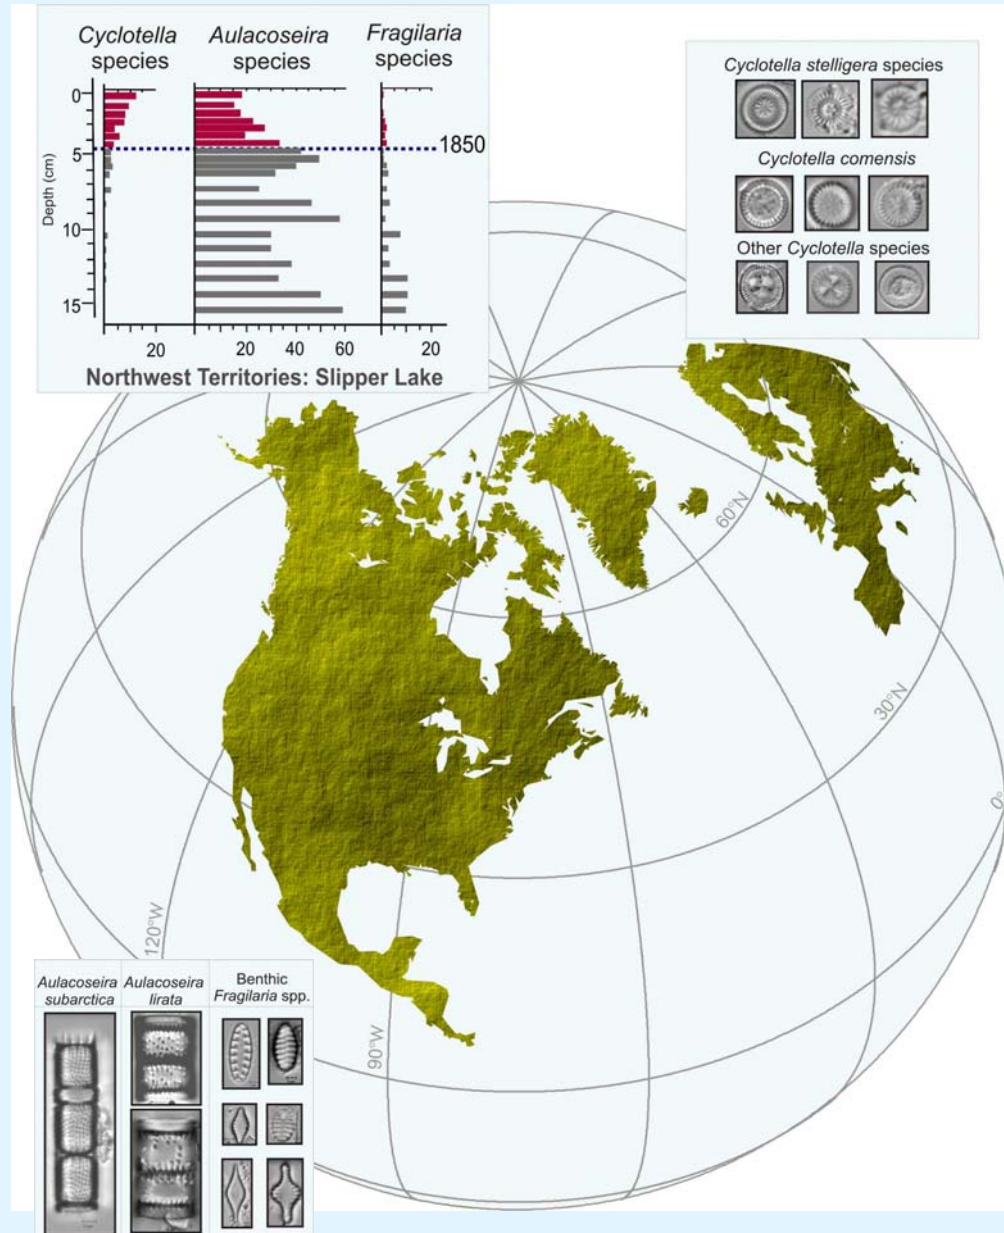 Cyclotella species
Aulacoseira species
Fragilaria species
0
5
10
15
Depth (cm)
1850
20
20 40 60
20
Northwest Territories: Slipper Lake
Cyclotella stelligera species
Cyclotella comensis
Other Cyclotella species
60°N
30°N
0°
120°W
90°W
Aulacoseira subarctica
Aulacoseira lirata
Benthic
Fragilaria spp.